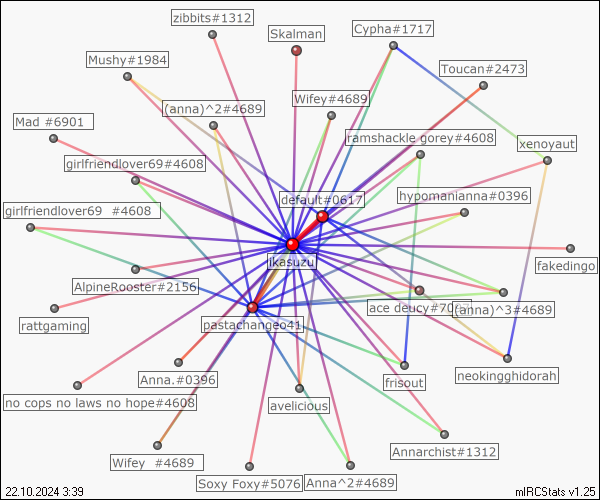 zibbits#1312
Skalman
Cypha#1717
Mushy#1984
Toucan#2473
(anna)^2#4689
Wifey#4689
Mad #6901
ramshackle gorey#4608
xenoyaut
girlfriendlover69#4608
default#0617
hypomanianna#0396
girlfriendlover69 #4608
ikasuzu
fakedingo
AlpineRooster#2156
ace deucy#70
(anna)^3#4689
rattgaming
pastachangeo41
Anna.#0396
frisout
neokingghidorah
no cops no laws no hope#4608
avelicious
Annarchist#1312
Wifey #4689
Soxy Foxy#5076
Anna^2#4689
22.10.2024 3:39
mIRCStats v1.25